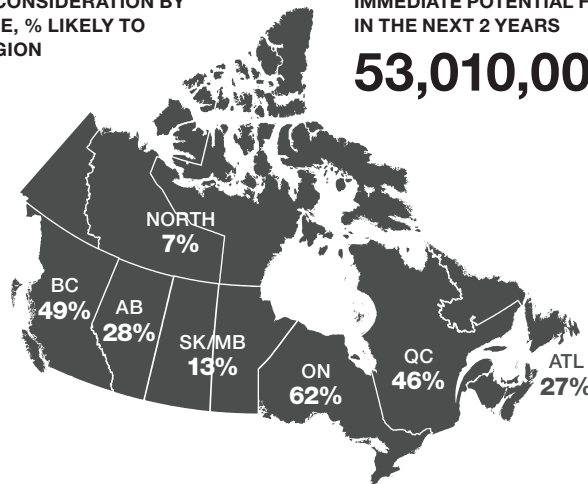 CONSIDERATION BY
E, % LIKELY TO
GION
IMMEDIATE POTENTIAL
IN THE NEXT 2 YEARS
53,010,00
NORTH
7%
BC
49%
AB
28%
SK/MB
13%
ON
62%
QC
46%
ATL
27%